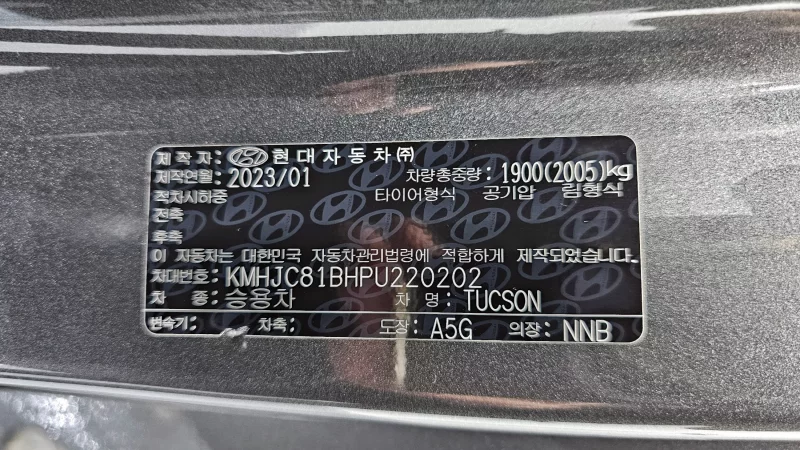 제작자: 현대자동차㈜
제작연월: 2023/01 차량총중량: 1900(2005)kg
적차시하중 타이어형식 공기압 림형식
전축
후축
이 자동차는 대한민국 자동차관리법령에 적합하게 제작되었습니다.
차대번호: KMHJC81BHPU220202
차 종: 승용차 차 명: TUCSON
변속기: 차축: 도장: A5G 의장: NNB